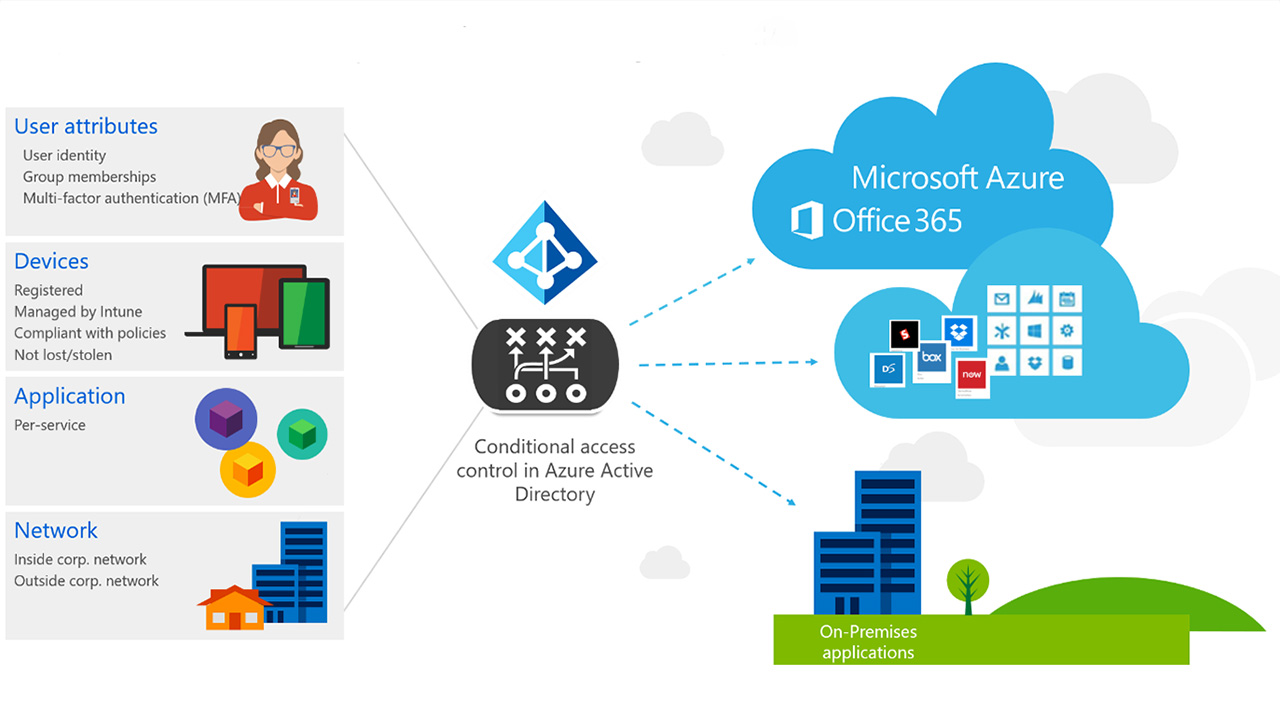 User attributes
User identity
Group memberships
Multi-factor authentication (MFA)
Devices
Registered
Managed by Intune
Compliant with policies
Not lost/stolen
Application
Per-service
Network
Inside corp. network
Outside corp. network
Conditional access
control in Azure Active
Directory
Microsoft Azure
Office 365
DS
box
now
On-Premises
applications